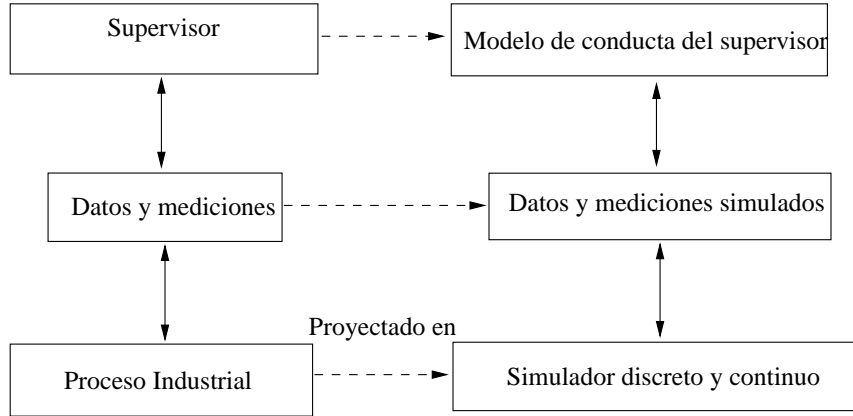 Supervisor
Modelo de conducta del supervisor
Datos y mediciones
Datos y mediciones simulados
Proyectado en
Proceso Industrial
Simulador discreto y continuo